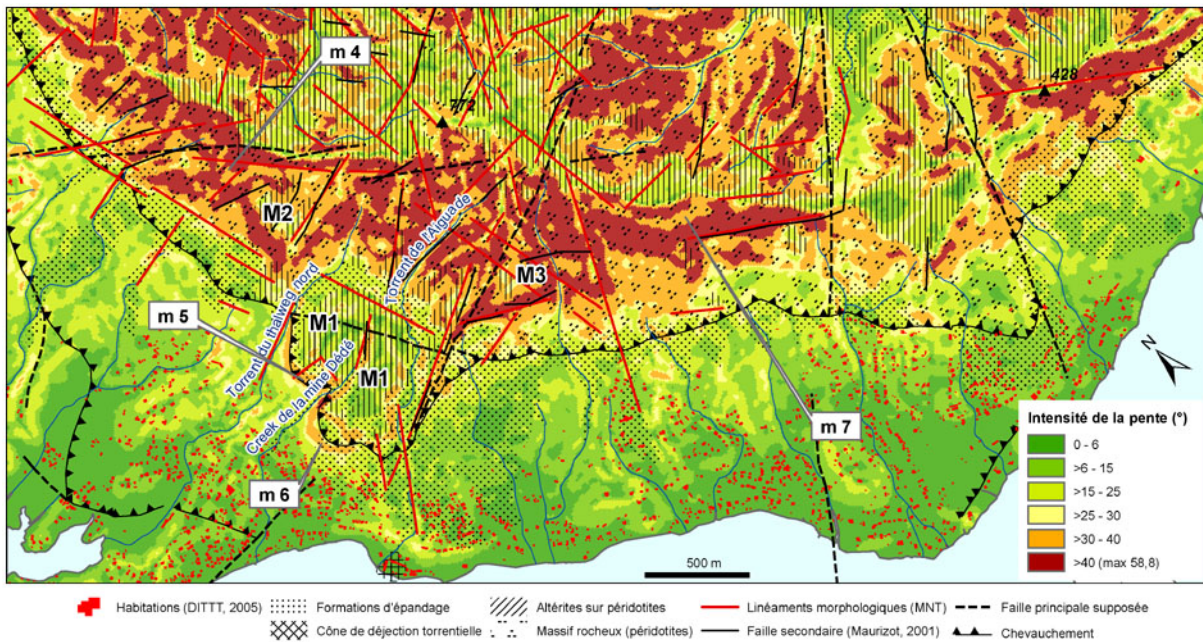 m 4
772
428
M2
Torrent de l'Aiguade
M3
m 5
M1
Torrent du thalweg nord
M1
Creek de la mine Dédé
N
m 7
m 6
500 m
Intensité de la pente (°)
0 - 6
>6 - 15
>15 - 25
>25 - 30
>30 - 40
>40 (max 58,8)
Habitations (DITTT, 2005)
Formations d'épandage
Altérites sur péridotites
Linéaments morphologiques (MNT)
Faille principale supposée
Cône de déjection torrentielle
Massif rocheux (péridotites)
Faille secondaire (Maurizot, 2001)
Chevauchement